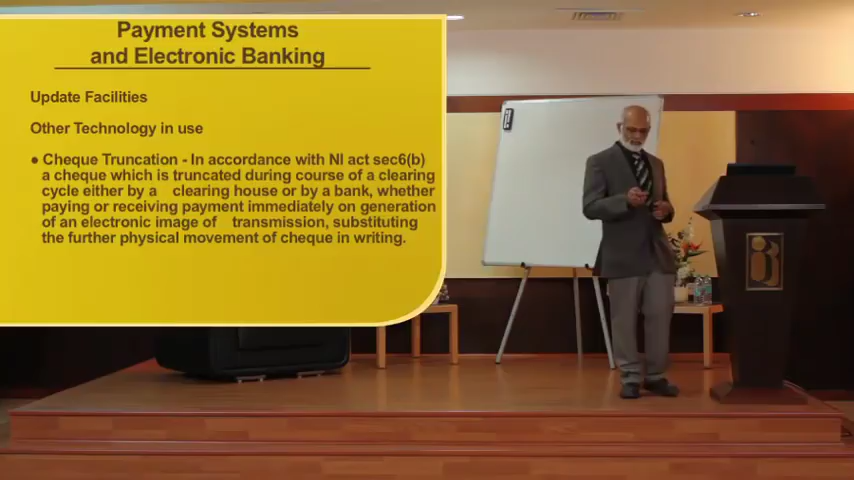 Payment Systems
and Electronic Banking
Update Facilities
Other Technology in use
● Cheque Truncation - In accordance with NI act sec6(b)
a cheque which is truncated during course of a clearing
cycle either by a clearing house or by a bank, whether
paying or receiving payment immediately on generation
of an electronic image of transmission, substituting
the further physical movement of cheque in writing.